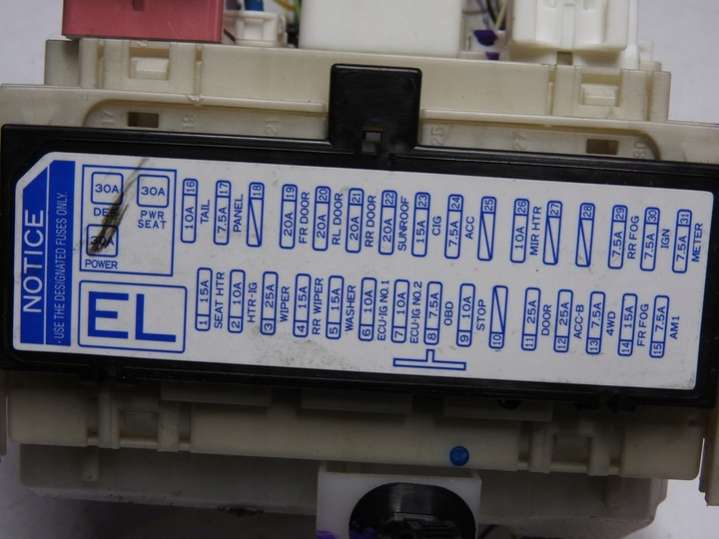 NOTICE
• USE THE DESIGNATED FUSES ONLY.
30A
DEF
30A
PWR
SEAT
30A
POWER
EL
16 10A TAIL
17 7.5A PANEL
18
19 20A FR DOOR
20 20A RL DOOR
21 20A RR DOOR
22 20A SUNROOF
23 15A CIG
24 7.5A ACC
25
26 10A MIR HTR
27
28
29 7.5A RR FOG
30 7.5A IGN
31 7.5A METER
1 15A SEAT HTR
2 10A HTR-IG
3 25A WIPER
4 15A RR WIPER
5 15A WASHER
6 10A ECU-IG NO.1
7 10A ECU-IG NO.2
8 7.5A OBD
9 10A STOP
10
11 25A DOOR
12 25A ACC-B
13 7.5A 4WD
14 15A FR FOG
15 7.5A AM1
17
21
25
27
30